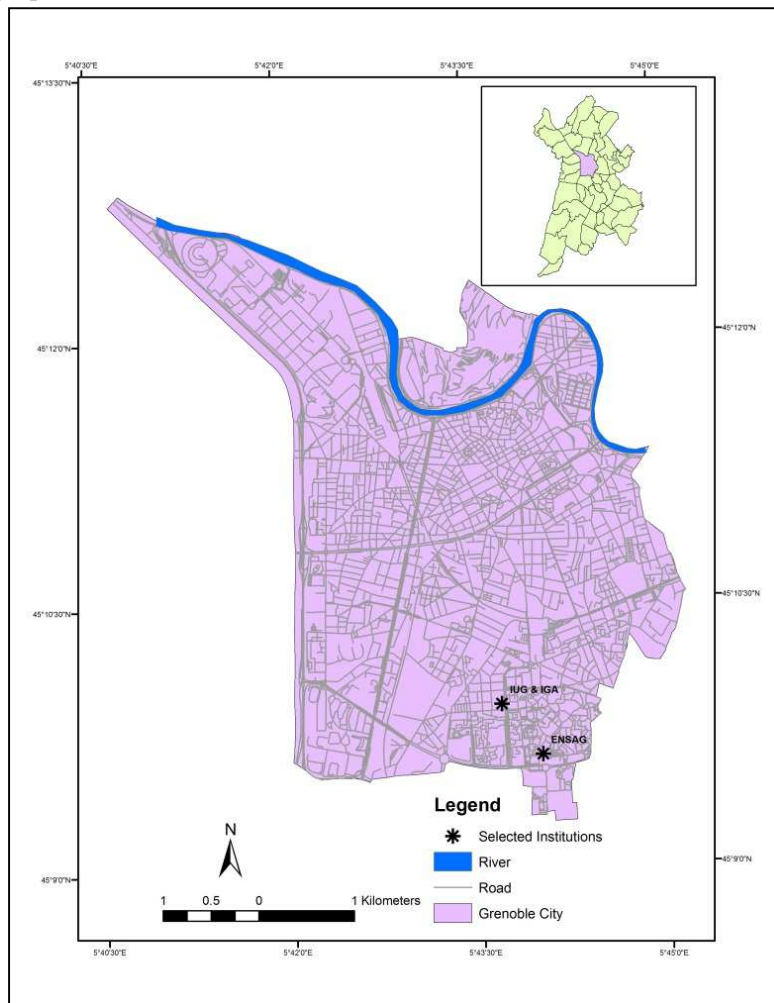 5°40'30"E 5°42'0"E 5°43'30"E 5°45'0"E
45°13'30"N
45°12'0"N 45°12'0"N
45°10'30"N 45°10'30"N
IUG & IGA
ENSAG
Legend
Selected Institutions
River
Road
Grenoble City
N
45°9'0"N 45°9'0"N
1 0.5 0 1 Kilometers
5°40'30"E 5°42'0"E 5°43'30"E 5°45'0"E